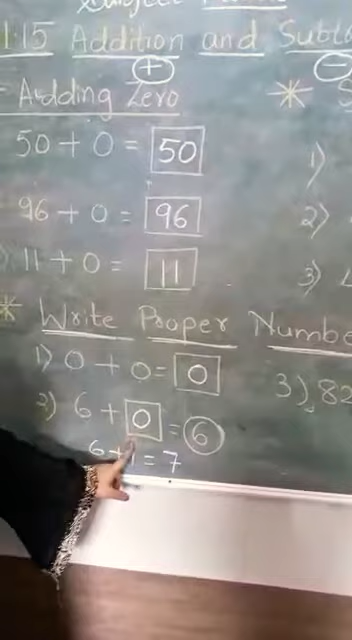 1:15 Addition and Subt
+
−
Adding Zero
* S
50 + 0 = 50
1)
96 + 0 = 96
2)
11 + 0 = 11
3)
* Write Proper Numbe
1) 0 + 0 = 0
3) 82
2) 6 + 0 = 6
6 + = 7